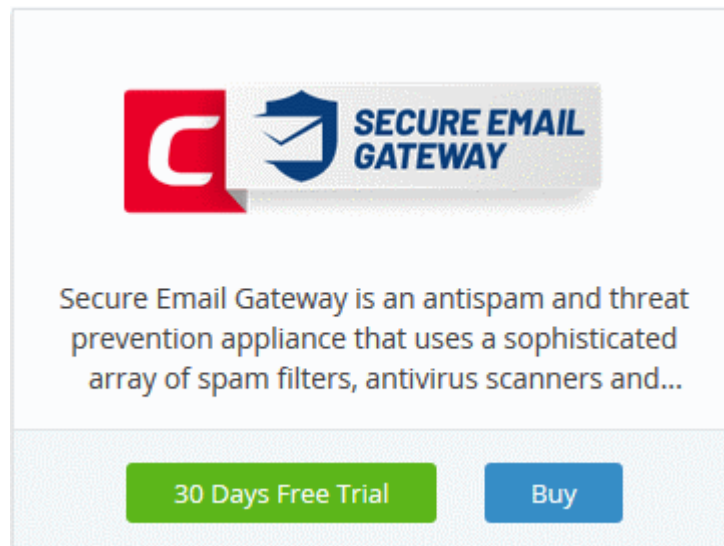 C
SECURE EMAIL
GATEWAY
Secure Email Gateway is an antispam and threat
prevention appliance that uses a sophisticated
array of spam filters, antivirus scanners and...
30 Days Free Trial
Buy